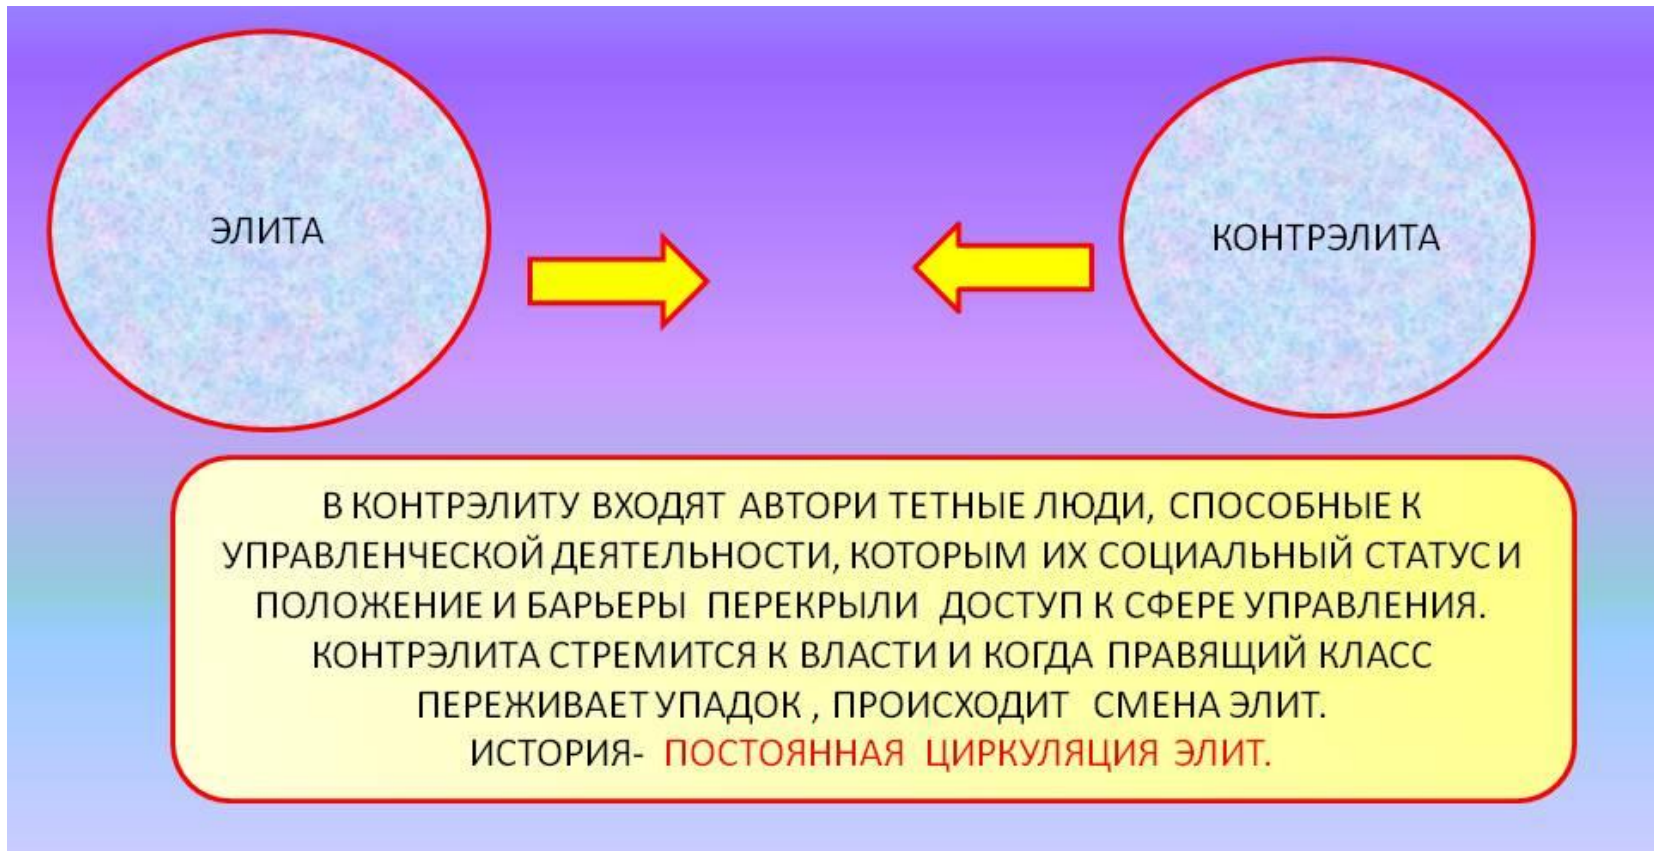 ЭЛИТА
КОНТРЭЛИТА
В КОНТРЭЛИТУ ВХОДЯТ АВТОРИ ТЕТНЫЕ ЛЮДИ, СПОСОБНЫЕ К
УПРАВЛЕНЧЕСКОЙ ДЕЯТЕЛЬНОСТИ, КОТОРЫМ ИХ СОЦИАЛЬНЫЙ СТАТУС И
ПОЛОЖЕНИЕ И БАРЬЕРЫ ПЕРЕКРЫЛИ ДОСТУП К СФЕРЕ УПРАВЛЕНИЯ.
КОНТРЭЛИТА СТРЕМИТСЯ К ВЛАСТИ И КОГДА ПРАВЯЩИЙ КЛАСС
ПЕРЕЖИВАЕТ УПАДОК , ПРОИСХОДИТ СМЕНА ЭЛИТ.
ИСТОРИЯ- ПОСТОЯННАЯ ЦИРКУЛЯЦИЯ ЭЛИТ.